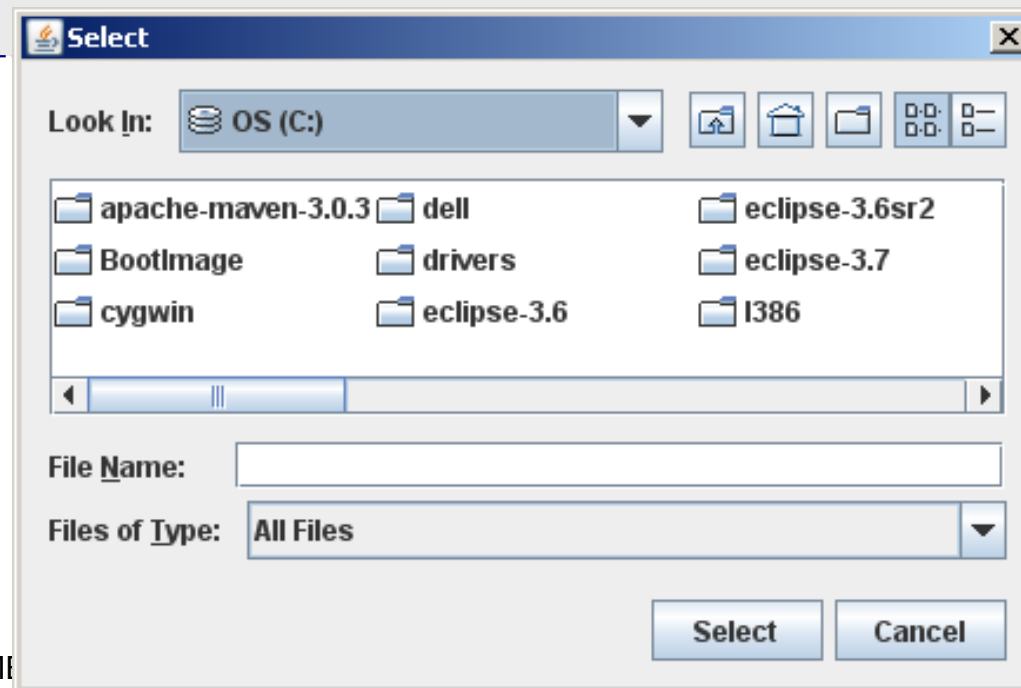 Select
Look In: OS (C:)
apache-maven-3.0.3 dell eclipse-3.6sr2
BootImage drivers eclipse-3.7
cygwin eclipse-3.6 I386
File Name:
Files of Type: All Files
Select Cancel